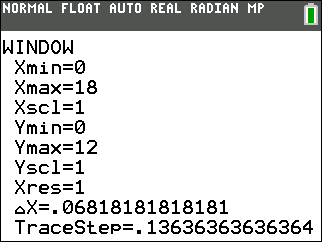 NORMAL FLOAT AUTO REAL RADIAN MP
WINDOW
Xmin=0
Xmax=18
Xscl=1
Ymin=0
Ymax=12
Yscl=1
Xres=1
△X=.06818181818181
TraceStep=.13636363636364